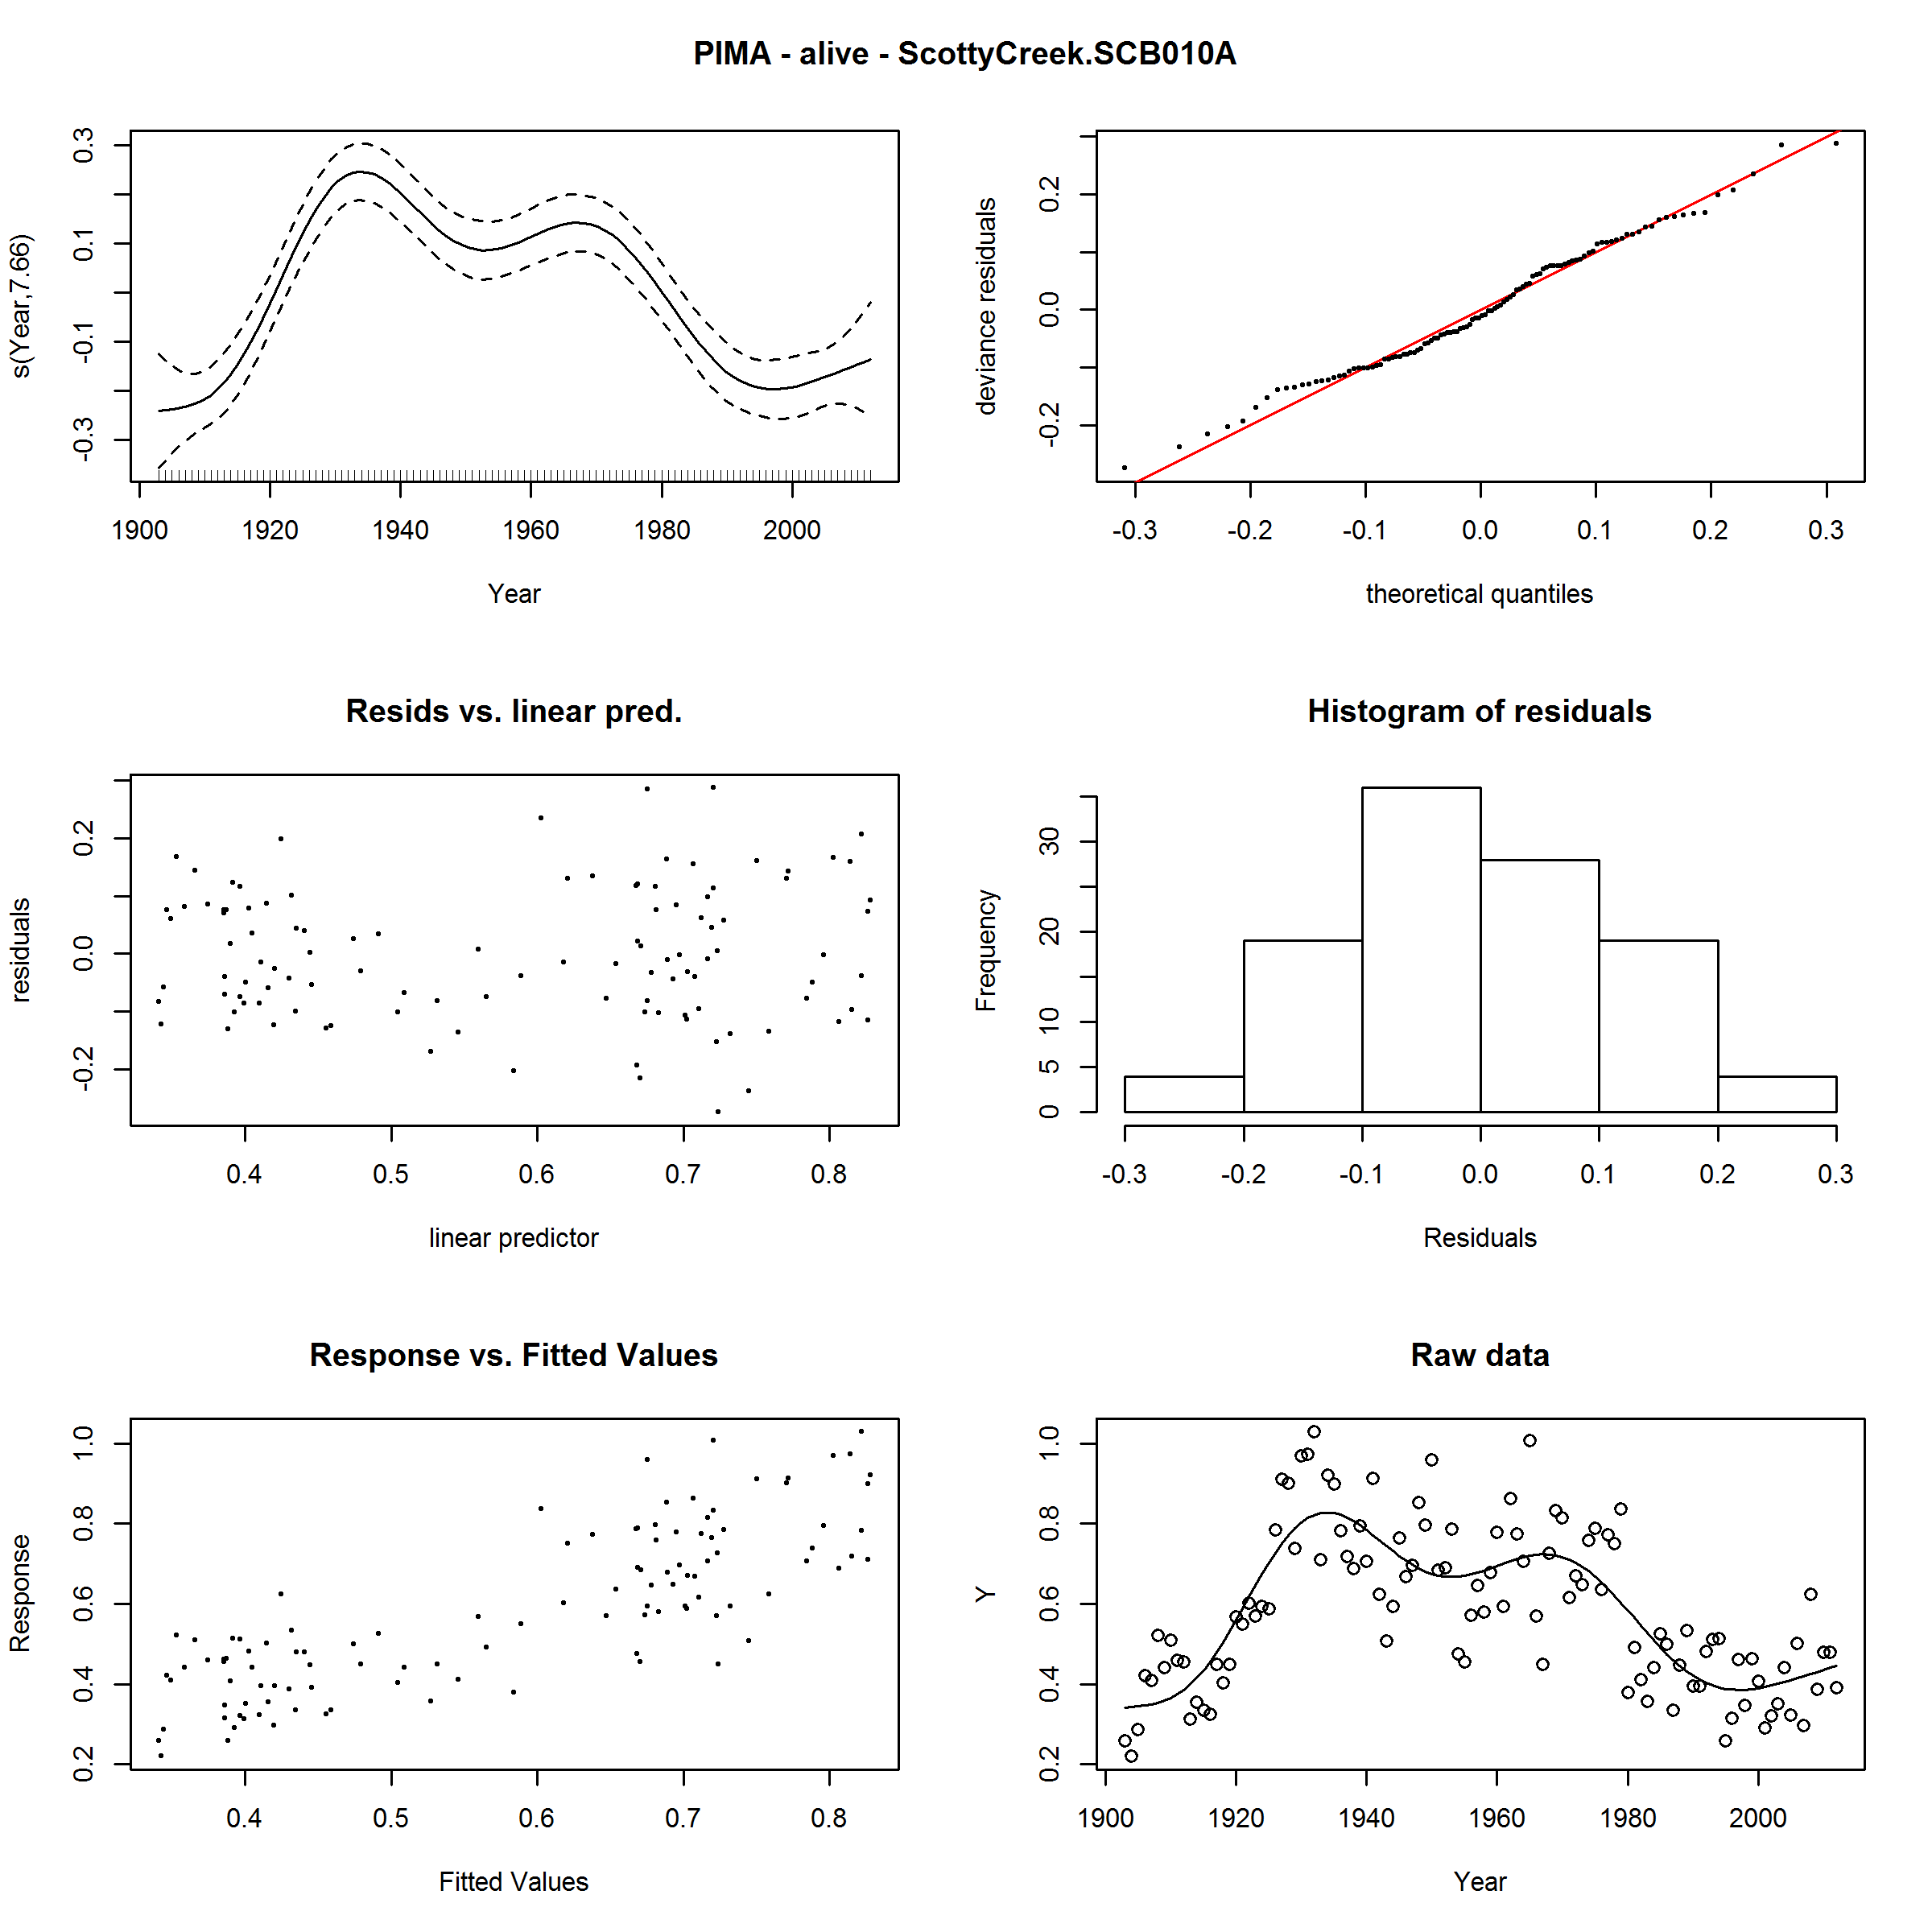 PIMA - alive - ScottyCreek.SCB010A
s(Year,7.66)
0.3
0.1
-0.1
-0.3
1900 1920 1940 1960 1980 2000
Year
deviance residuals
0.2
0.0
-0.2
-0.3 -0.2 -0.1 0.0 0.1 0.2 0.3
theoretical quantiles
Resids vs. linear pred.
residuals
0.2
0.0
-0.2
0.4 0.5 0.6 0.7 0.8
linear predictor
Histogram of residuals
Frequency
30
20
10
5
0
-0.3 -0.2 -0.1 0.0 0.1 0.2 0.3
Residuals
Response vs. Fitted Values
Response
1.0
0.8
0.6
0.4
0.2
0.4 0.5 0.6 0.7 0.8
Fitted Values
Raw data
Y
1.0
0.8
0.6
0.4
0.2
1900 1920 1940 1960 1980 2000
Year